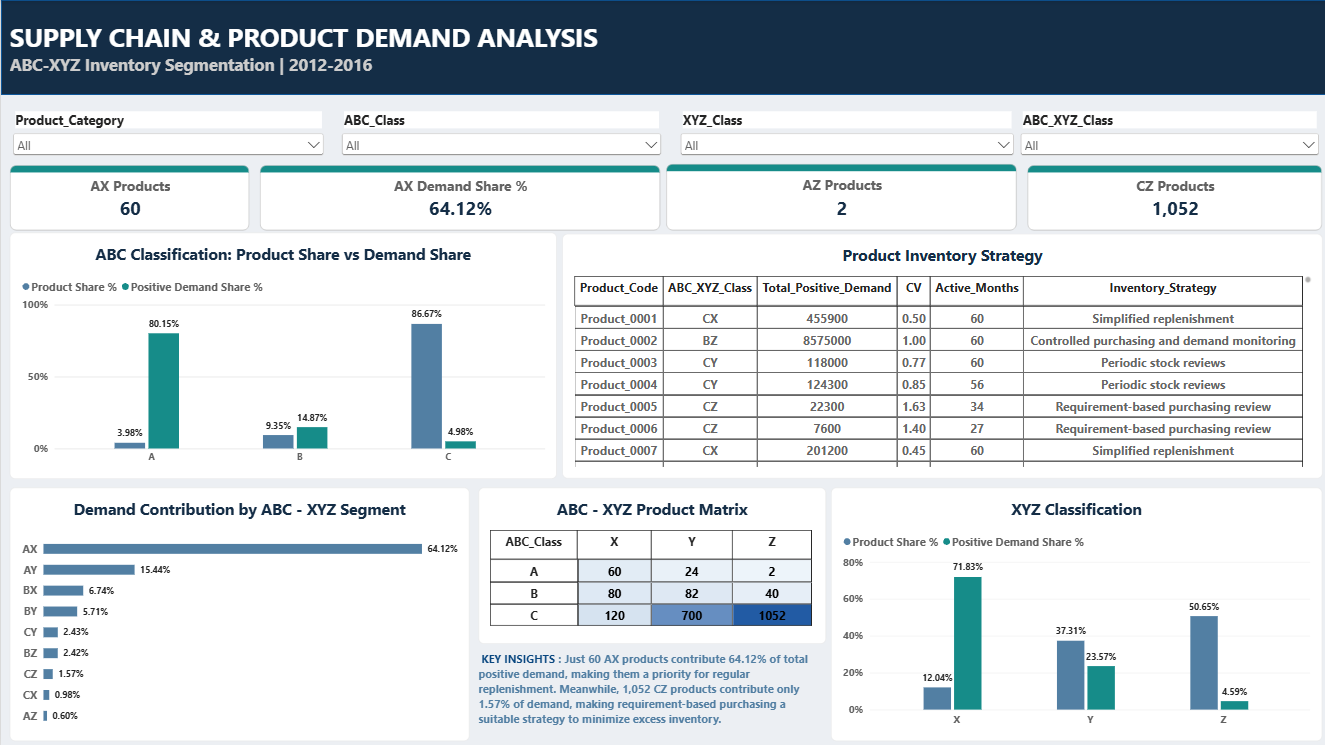 SUPPLY CHAIN & PRODUCT DEMAND ANALYSIS
ABC-XYZ Inventory Segmentation | 2012-2016
Product_Category ABC_Class XYZ_Class ABC_XYZ_Class
All All All All
AX Products AX Demand Share % AZ Products CZ Products
60 64.12% 2 1,052
ABC Classification: Product Share vs Demand Share
Product Share % Positive Demand Share %
100%
50%
0%
3.98% 80.15% 9.35% 14.87% 86.67% 4.98%
A B C
Product Inventory Strategy
Product_Code ABC_XYZ_Class Total_Positive_Demand CV Active_Months Inventory_Strategy
Product_0001 CX 455900 0.50 60 Simplified replenishment
Product_0002 BZ 8575000 1.00 60 Controlled purchasing and demand monitoring
Product_0003 CY 118000 0.77 60 Periodic stock reviews
Product_0004 CY 124300 0.85 56 Periodic stock reviews
Product_0005 CZ 22300 1.63 34 Requirement-based purchasing review
Product_0006 CZ 7600 1.40 27 Requirement-based purchasing review
Product_0007 CX 201200 0.45 60 Simplified replenishment
Demand Contribution by ABC - XYZ Segment
AX 64.12%
AY 15.44%
BX 6.74%
BY 5.71%
CY 2.43%
BZ 2.42%
CZ 1.57%
CX 0.98%
AZ 0.60%
ABC - XYZ Product Matrix
ABC_Class X Y Z
A 60 24 2
B 80 82 40
C 120 700 1052
KEY INSIGHTS : Just 60 AX products contribute 64.12% of total
positive demand, making them a priority for regular
replenishment. Meanwhile, 1,052 CZ products contribute only
1.57% of demand, making requirement-based purchasing a
suitable strategy to minimize excess inventory.
XYZ Classification
Product Share % Positive Demand Share %
80%
60%
40%
20%
0%
12.04% 71.83% 37.31% 23.57% 50.65% 4.59%
X Y Z